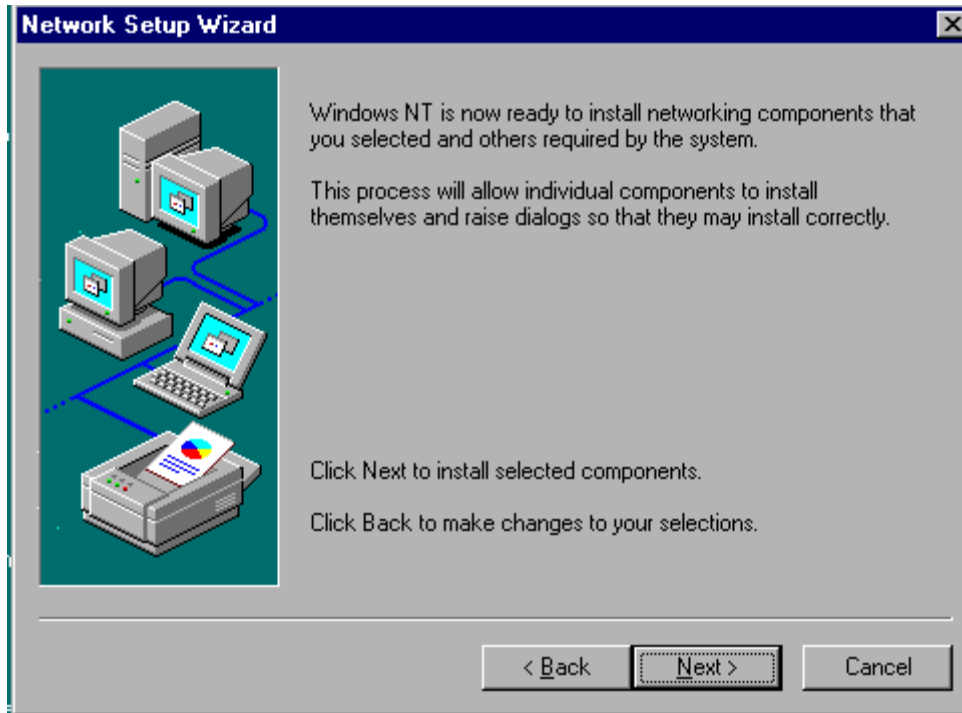 Network Setup Wizard
Windows NT is now ready to install networking components that
you selected and others required by the system.
This process will allow individual components to install
themselves and raise dialogs so that they may install correctly.
Click Next to install selected components.
Click Back to make changes to your selections.
< Back
Next >
Cancel